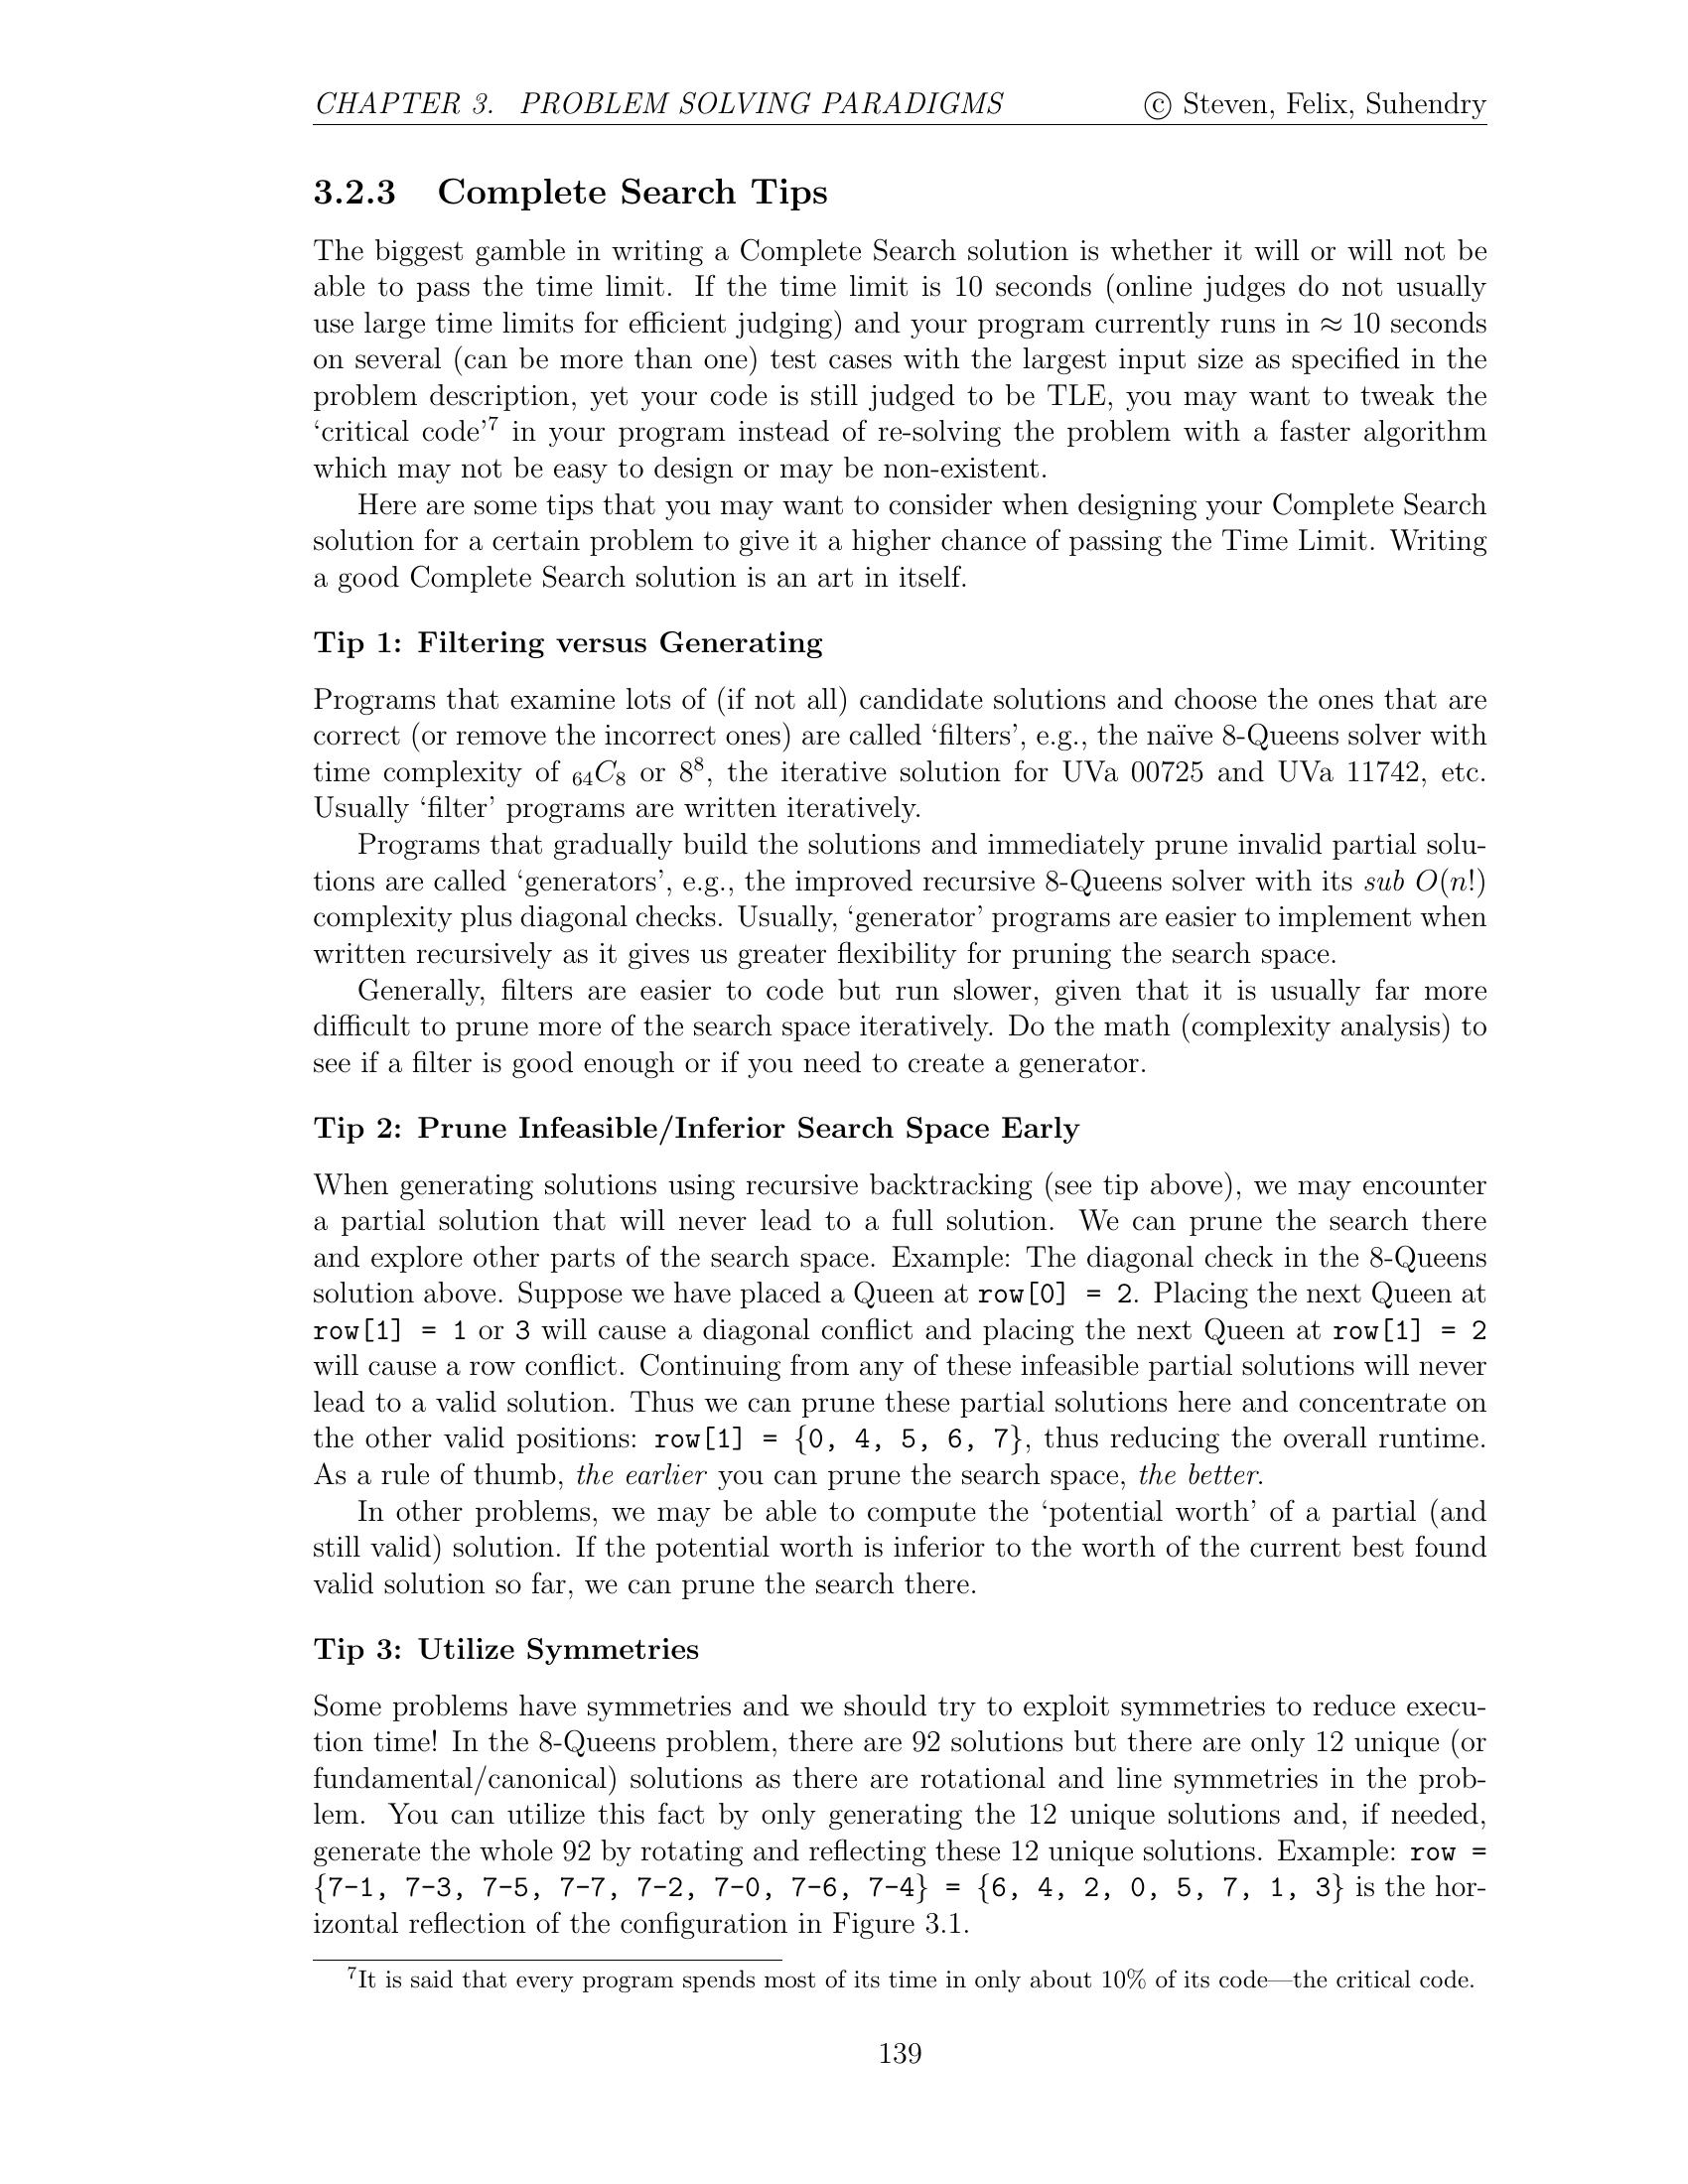 CHAPTER 3. PROBLEM SOLVING PARADIGMS © Steven, Felix, Suhendry
3.2.3 Complete Search Tips
The biggest gamble in writing a Complete Search solution is whether it will or will not be
able to pass the time limit. If the time limit is 10 seconds (online judges do not usually
use large time limits for efficient judging) and your program currently runs in ≈ 10 seconds
on several (can be more than one) test cases with the largest input size as specified in the
problem description, yet your code is still judged to be TLE, you may want to tweak the
‘critical code’⁷ in your program instead of re-solving the problem with a faster algorithm
which may not be easy to design or may be non-existent.
Here are some tips that you may want to consider when designing your Complete Search
solution for a certain problem to give it a higher chance of passing the Time Limit. Writing
a good Complete Search solution is an art in itself.
Tip 1: Filtering versus Generating
Programs that examine lots of (if not all) candidate solutions and choose the ones that are
correct (or remove the incorrect ones) are called ‘filters’, e.g., the naïve 8-Queens solver with
time complexity of ₆₄C₈ or 8⁸, the iterative solution for UVa 00725 and UVa 11742, etc.
Usually ‘filter’ programs are written iteratively.
Programs that gradually build the solutions and immediately prune invalid partial solu-
tions are called ‘generators’, e.g., the improved recursive 8-Queens solver with its sub O(n!)
complexity plus diagonal checks. Usually, ‘generator’ programs are easier to implement when
written recursively as it gives us greater flexibility for pruning the search space.
Generally, filters are easier to code but run slower, given that it is usually far more
difficult to prune more of the search space iteratively. Do the math (complexity analysis) to
see if a filter is good enough or if you need to create a generator.
Tip 2: Prune Infeasible/Inferior Search Space Early
When generating solutions using recursive backtracking (see tip above), we may encounter
a partial solution that will never lead to a full solution. We can prune the search there
and explore other parts of the search space. Example: The diagonal check in the 8-Queens
solution above. Suppose we have placed a Queen at row[0] = 2. Placing the next Queen at
row[1] = 1 or 3 will cause a diagonal conflict and placing the next Queen at row[1] = 2
will cause a row conflict. Continuing from any of these infeasible partial solutions will never
lead to a valid solution. Thus we can prune these partial solutions here and concentrate on
the other valid positions: row[1] = {0, 4, 5, 6, 7}, thus reducing the overall runtime.
As a rule of thumb, the earlier you can prune the search space, the better.
In other problems, we may be able to compute the ‘potential worth’ of a partial (and
still valid) solution. If the potential worth is inferior to the worth of the current best found
valid solution so far, we can prune the search there.
Tip 3: Utilize Symmetries
Some problems have symmetries and we should try to exploit symmetries to reduce execu-
tion time! In the 8-Queens problem, there are 92 solutions but there are only 12 unique (or
fundamental/canonical) solutions as there are rotational and line symmetries in the prob-
lem. You can utilize this fact by only generating the 12 unique solutions and, if needed,
generate the whole 92 by rotating and reflecting these 12 unique solutions. Example: row =
{7-1, 7-3, 7-5, 7-7, 7-2, 7-0, 7-6, 7-4} = {6, 4, 2, 0, 5, 7, 1, 3} is the hor-
izontal reflection of the configuration in Figure 3.1.
⁷It is said that every program spends most of its time in only about 10% of its code—the critical code.
139